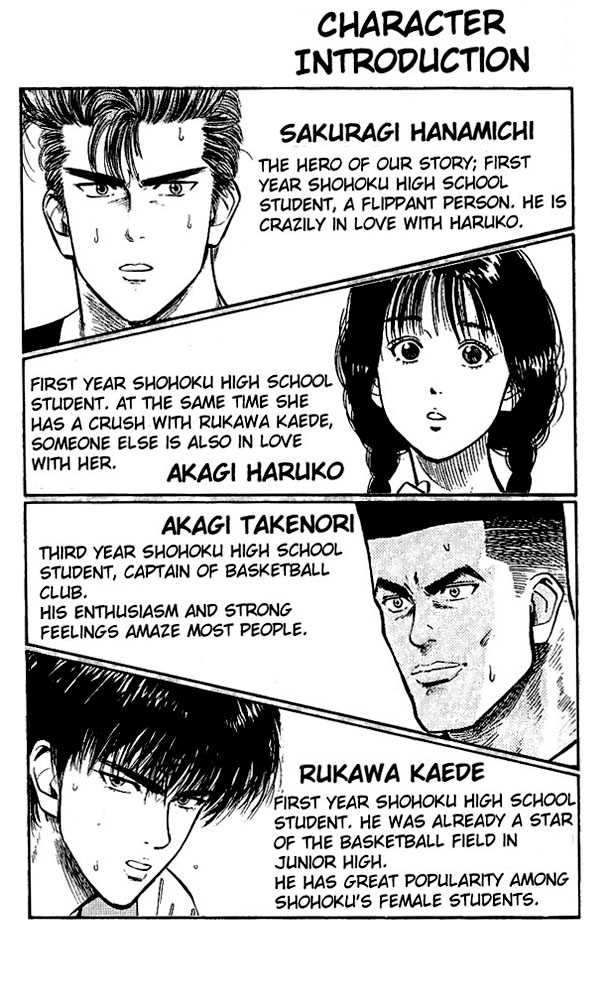 CHARACTER
INTRODUCTION
SAKURAGI HANAMICHI
THE HERO OF OUR STORY; FIRST
YEAR SHOHOKU HIGH SCHOOL
STUDENT, A FLIPPANT PERSON. HE IS
CRAZILY IN LOVE WITH HARUKO.
FIRST YEAR SHOHOKU HIGH SCHOOL
STUDENT. AT THE SAME TIME SHE
HAS A CRUSH WITH RUKAWA KAEDE,
SOMEONE ELSE IS ALSO IN LOVE
WITH HER.
AKAGI HARUKO
AKAGI TAKENORI
THIRD YEAR SHOHOKU HIGH SCHOOL
STUDENT, CAPTAIN OF BASKETBALL
CLUB.
HIS ENTHUSIASM AND STRONG
FEELINGS AMAZE MOST PEOPLE.
RUKAWA KAEDE
FIRST YEAR SHOHOKU HIGH SCHOOL
STUDENT. HE WAS ALREADY A STAR
OF THE BASKETBALL FIELD IN
JUNIOR HIGH.
HE HAS GREAT POPULARITY AMONG
SHOHOKU'S FEMALE STUDENTS.